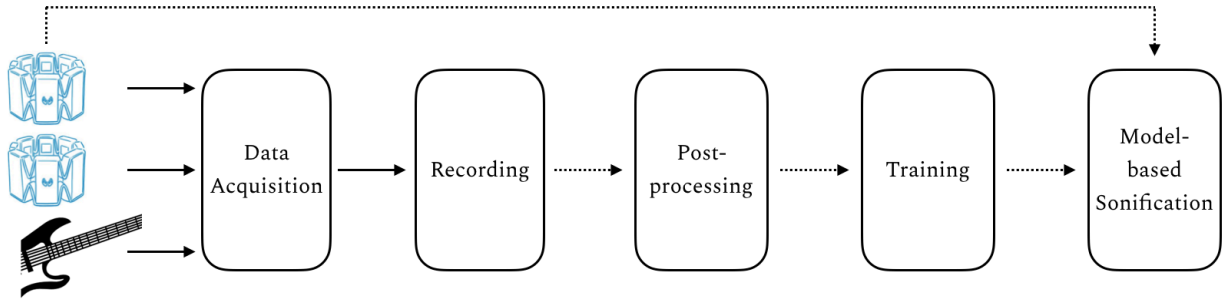 Data
Acquisition
Recording
Post-
processing
Training
Model-
based
Sonification